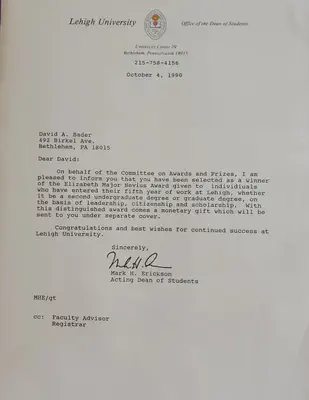 Lehigh University
Office of the Dean of Students
University Center 29
Bethlehem, Pennsylvania 18015
215-758-4156
October 4, 1990
David A. Bader
692 Birkel Ave.
Bethlehem, PA 18015
Dear David:
On behalf of the Committee on Awards and Prizes, I am
pleased to inform you that you have been selected as a winner
of the Elizabeth Major Nevius Award given to individuals
who have entered their fifth year of work at Lehigh, whether
it be a second undergraduate degree or graduate degree, on
the basis of leadership, citizenship and scholarship. With
this distinguished award comes a monetary gift which will be
sent to you under separate cover.
Congratulations and best wishes for continued success at
Lehigh University.
Sincerely,
Mark H. Erickson
Acting Dean of Students
MHE/gt
cc: Faculty Advisor
Registrar